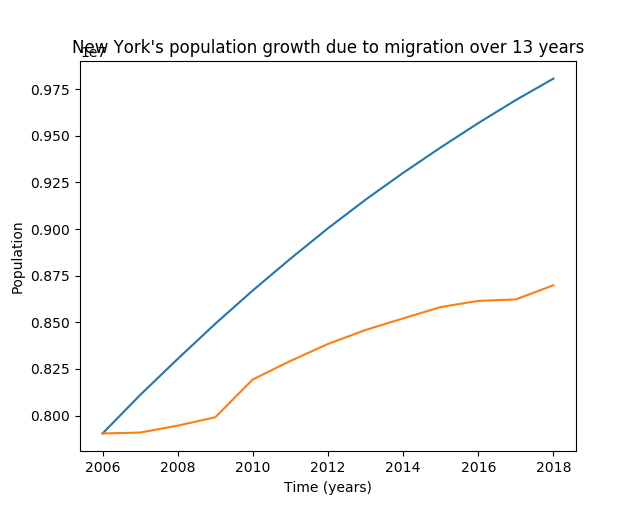 New York's population growth due to migration over 13 years
1e7
0.975
0.950
0.925
0.900
0.875
0.850
0.825
0.800
Population
2006 2008 2010 2012 2014 2016 2018
Time (years)